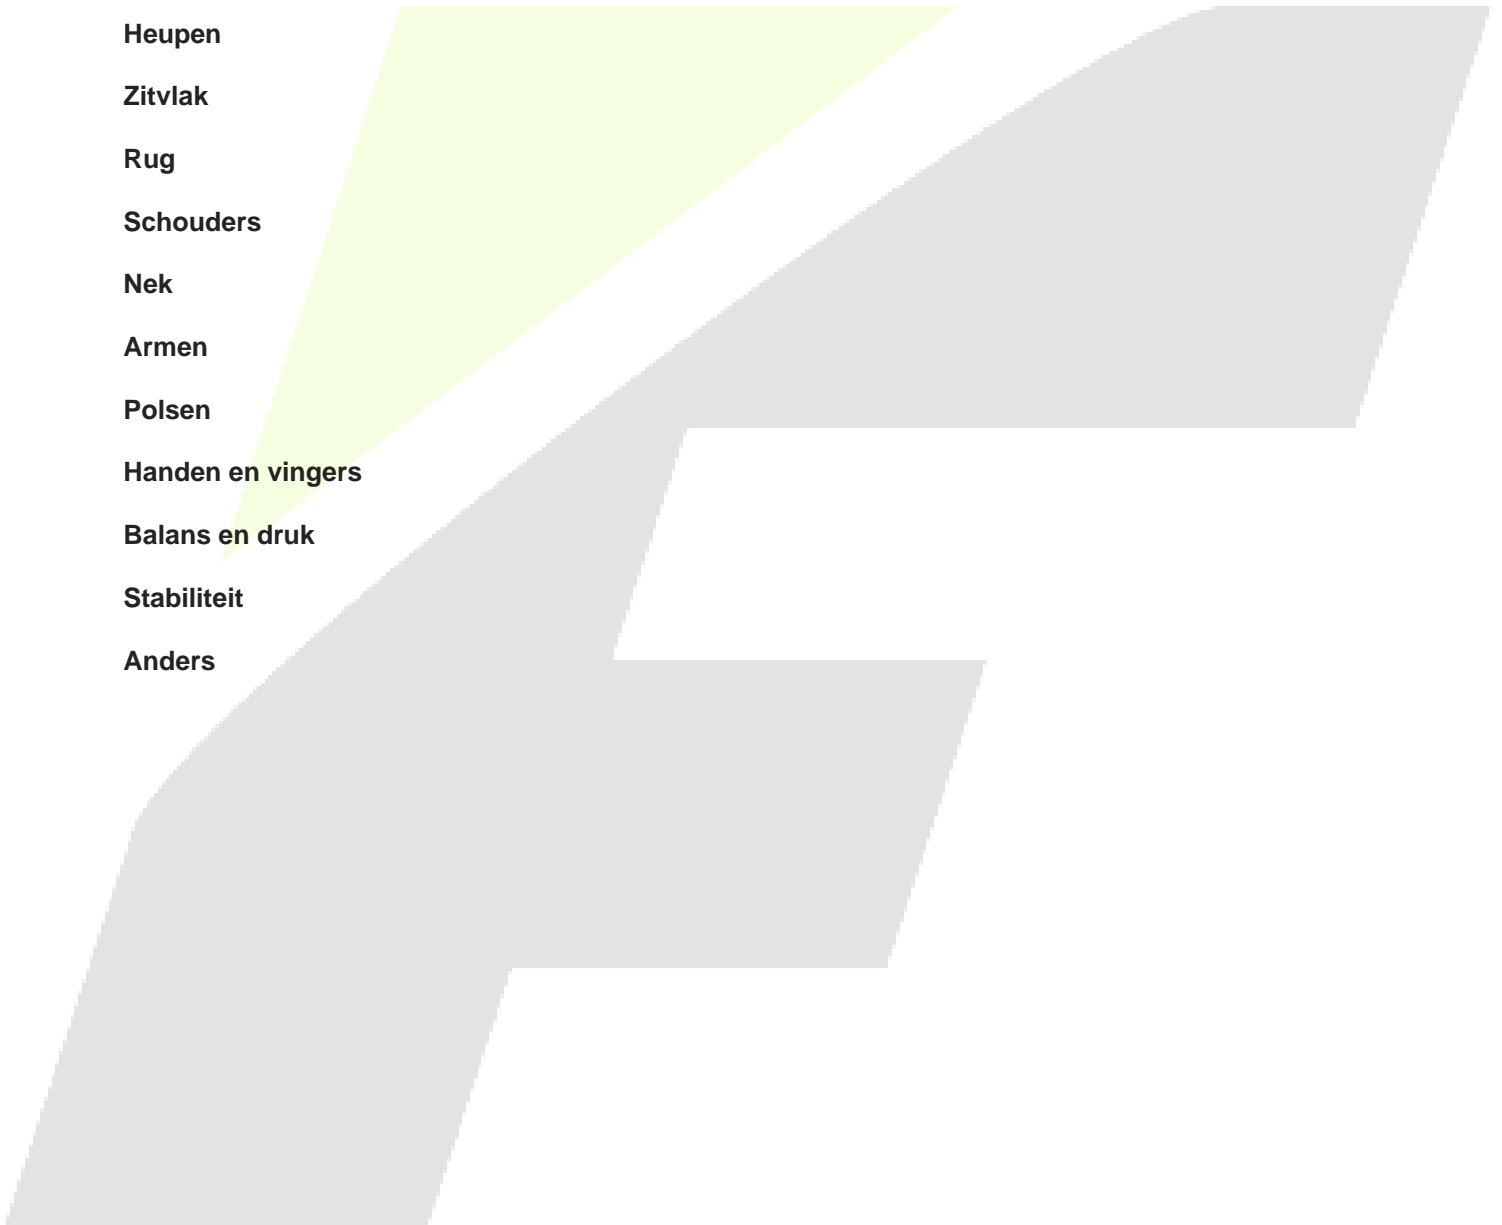 Heupen
Zitvlak
Rug
Schouders
Nek
Armen
Polsen
Handen en vingers
Balans en druk
Stabiliteit
Anders